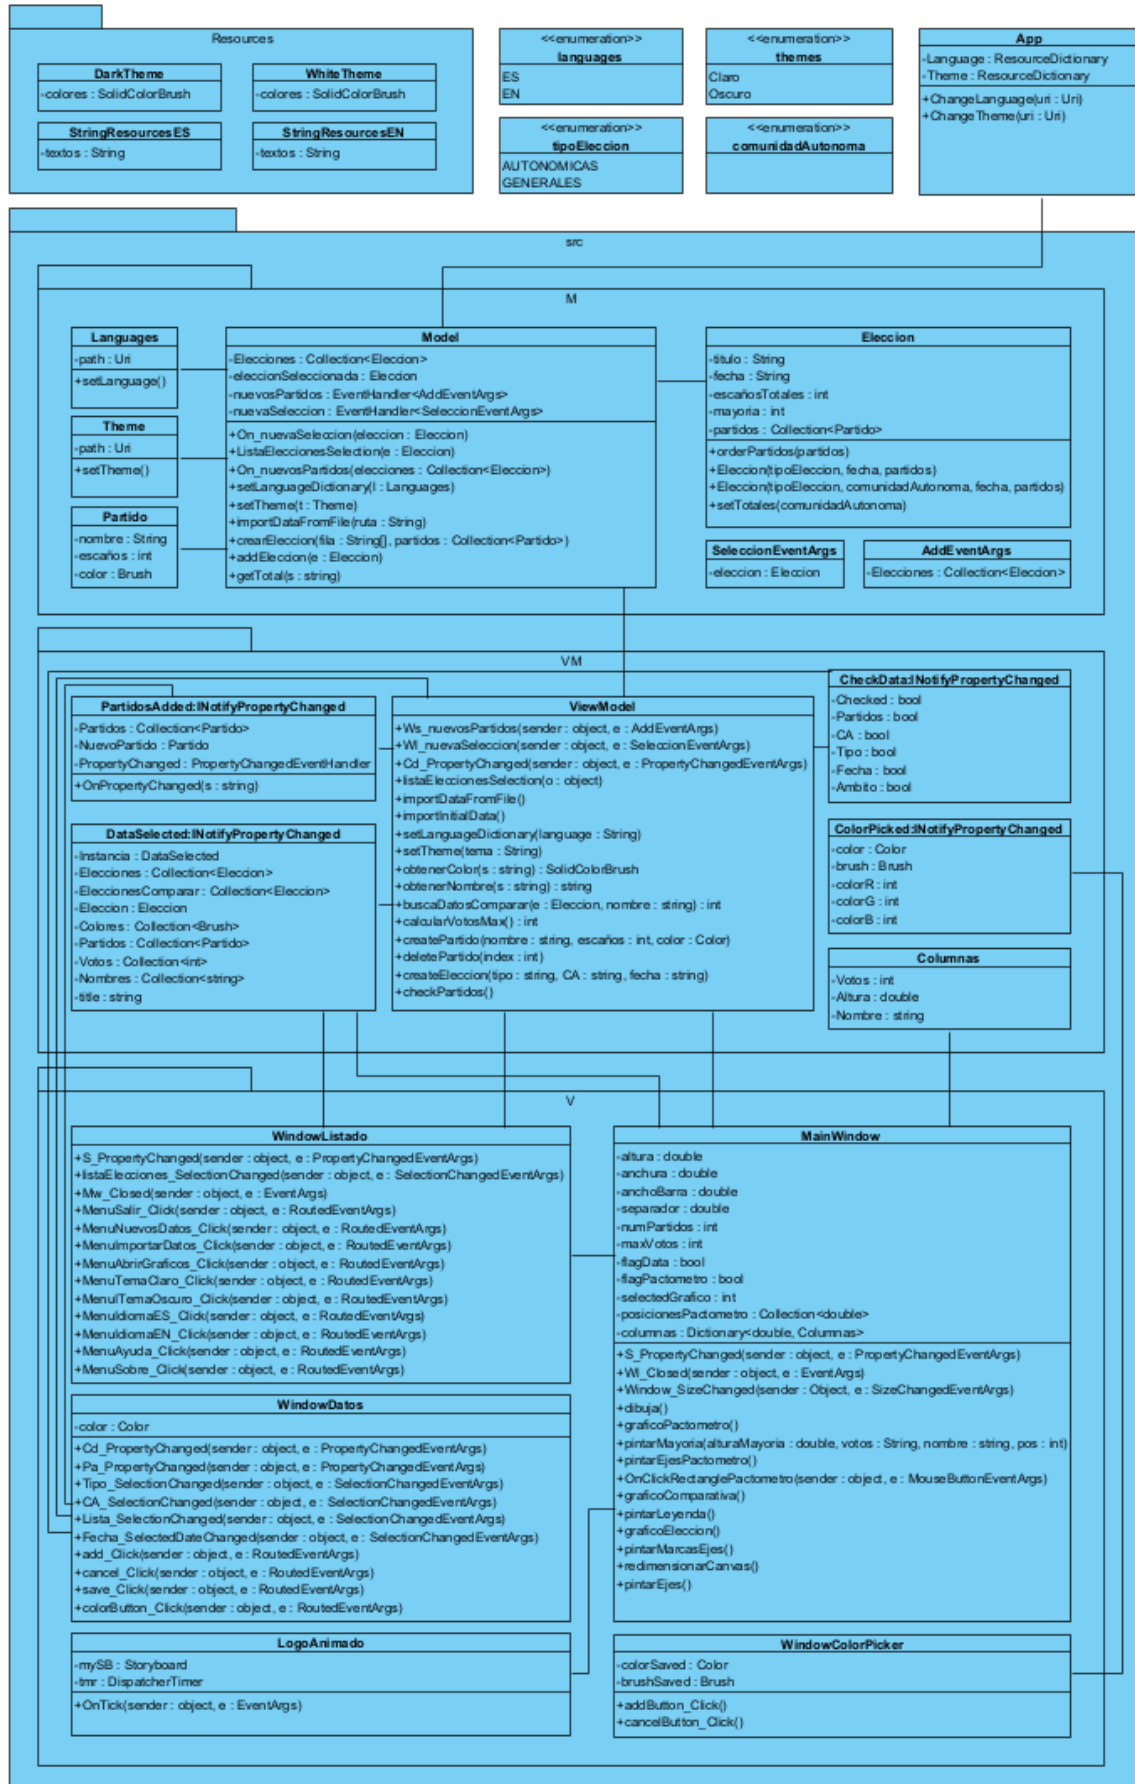 Resources
DarkTheme
-colores : SolidColorBrush
WhiteTheme
-colores : SolidColorBrush
StringResourcesES
-textos : String
StringResourcesEN
-textos : String
<<enumeration>>
languages
ES
EN
<<enumeration>>
themes
Claro
Oscuro
<<enumeration>>
tipoEleccion
AUTONOMICAS
GENERALES
<<enumeration>>
comunidadAutonoma
App
-Language : ResourceDictionary
-Theme : ResourceDictionary
+ChangeLanguage(uri : Uri)
+ChangeTheme(uri : Uri)
src
M
Languages
-path : Uri
+setLanguage()
Theme
-path : Uri
+setTheme()
Partido
-nombre : String
-escaños : int
-color : Brush
Model
-Elecciones : Collection<Eleccion>
-eleccionSeleccionada : Eleccion
-nuevosPartidos : EventHandler<AddEventArgs>
-nuevaSeleccion : EventHandler<SeleccionEventArgs>
+On_nuevaSeleccion(eleccion : Eleccion)
+ListaEleccionesSelection(e : Eleccion)
+On_nuevosPartidos(elecciones : Collection<Eleccion>)
+setLanguageDictionary(l : Languages)
+setTheme(t : Theme)
+importDataFromFile(ruta : String)
+crearEleccion(fila : String[], partidos : Collection<Partido>)
+addEleccion(e : Eleccion)
+getTotal(s : string)
Eleccion
-titulo : String
-fecha : String
-escañosTotales : int
-mayoria : int
-partidos : Collection<Partido>
+orderPartidos(partidos)
+Eleccion(tipoEleccion, fecha, partidos)
+Eleccion(tipoEleccion, comunidadAutonoma, fecha, partidos)
+setTotales(comunidadAutonoma)
SeleccionEventArgs
-eleccion : Eleccion
AddEventArgs
-Elecciones : Collection<Eleccion>
VM
PartidosAdded:INotifyPropertyChanged
-Partidos : Collection<Partido>
-NuevoPartido : Partido
-PropertyChanged : PropertyChangedEventHandler
+OnPropertyChanged(s : string)
DataSelected:INotifyPropertyChanged
-Instancia : DataSelected
-Elecciones : Collection<Eleccion>
-EleccionesComparar : Collection<Eleccion>
-Eleccion : Eleccion
-Colores : Collection<Brush>
-Partidos : Collection<Partido>
-Votos : Collection<int>
-Nombres : Collection<string>
-title : string
ViewModel
+Ws_nuevosPartidos(sender : object, e : AddEventArgs)
+Wl_nuevaSeleccion(sender : object, e : SeleccionEventArgs)
+Cd_PropertyChanged(sender : object, e : PropertyChangedEventArgs)
+listaEleccionesSelection(o : object)
+importDataFromFile()
+importInitialData()
+setLanguageDictionary(language : String)
+setTheme(tema : String)
+obtenerColor(s : string) : SolidColorBrush
+obtenerNombre(s : string) : string
+buscaDatosComparar(e : Eleccion, nombre : string) : int
+calcularVotosMax() : int
+createPartido(nombre : string, escaños : int, color : Color)
+deletePartido(index : int)
+createEleccion(tipo : string, CA : string, fecha : string)
+checkPartidos()
CheckData:INotifyPropertyChanged
-Checked : bool
-Partidos : bool
-CA : bool
-Tipo : bool
-Fecha : bool
-Ambito : bool
ColorPicked:INotifyPropertyChanged
-color : Color
-brush : Brush
-colorR : int
-colorG : int
-colorB : int
Columnas
-Votos : int
-Altura : double
-Nombre : string
V
WindowListado
+S_PropertyChanged(sender : object, e : PropertyChangedEventArgs)
+listaElecciones_SelectionChanged(sender : object, e : SelectionChangedEventArgs)
+Mw_Closed(sender : object, e : EventArgs)
+MenuSalir_Click(sender : object, e : RoutedEventArgs)
+MenuNuevosDatos_Click(sender : object, e : RoutedEventArgs)
+MenuImportarDatos_Click(sender : object, e : RoutedEventArgs)
+MenuAbrirGraficos_Click(sender : object, e : RoutedEventArgs)
+MenuTemaClaro_Click(sender : object, e : RoutedEventArgs)
+MenulTemaOscuro_Click(sender : object, e : RoutedEventArgs)
+MenuIdiomaES_Click(sender : object, e : RoutedEventArgs)
+MenuIdiomaEN_Click(sender : object, e : RoutedEventArgs)
+MenuAyuda_Click(sender : object, e : RoutedEventArgs)
+MenuSobre_Click(sender : object, e : RoutedEventArgs)
WindowDatos
-color : Color
+Cd_PropertyChanged(sender : object, e : PropertyChangedEventArgs)
+Pa_PropertyChanged(sender : object, e : PropertyChangedEventArgs)
+Tipo_SelectionChanged(sender : object, e : SelectionChangedEventArgs)
+CA_SelectionChanged(sender : object, e : SelectionChangedEventArgs)
+Lista_SelectionChanged(sender : object, e : SelectionChangedEventArgs)
+Fecha_SelectedDateChanged(sender : object, e : SelectionChangedEventArgs)
+add_Click(sender : object, e : RoutedEventArgs)
+cancel_Click(sender : object, e : RoutedEventArgs)
+save_Click(sender : object, e : RoutedEventArgs)
+colorButton_Click(sender : object, e : RoutedEventArgs)
LogoAnimado
-mySB : Storyboard
-tmr : DispatcherTimer
+OnTick(sender : object, e : EventArgs)
MainWindow
-altura : double
-anchura : double
-anchoBarra : double
-separador : double
-numPartidos : int
-maxVotos : int
-flagData : bool
-flagPactometro : bool
-selectedGrafico : int
-posicionesPactometro : Collection<double>
-columnas : Dictionary<double, Columnas>
+S_PropertyChanged(sender : object, e : PropertyChangedEventArgs)
+Wl_Closed(sender : object, e : EventArgs)
+Window_SizeChanged(sender : Object, e : SizeChangedEventArgs)
+dibuja()
+graficoPactometro()
+pintarMayoria(alturaMayoria : double, votos : String, nombre : string, pos : int)
+pintarEjesPactometro()
+OnClickRectanglePactometro(sender : object, e : MouseButtonEventArgs)
+graficoComparativa()
+pintarLeyenda()
+graficoEleccion()
+pintarMarcasEjes()
+redimensionarCanvas()
+pintarEjes()
WindowColorPicker
-colorSaved : Color
-brushSaved : Brush
+addButton_Click()
+cancelButton_Click()